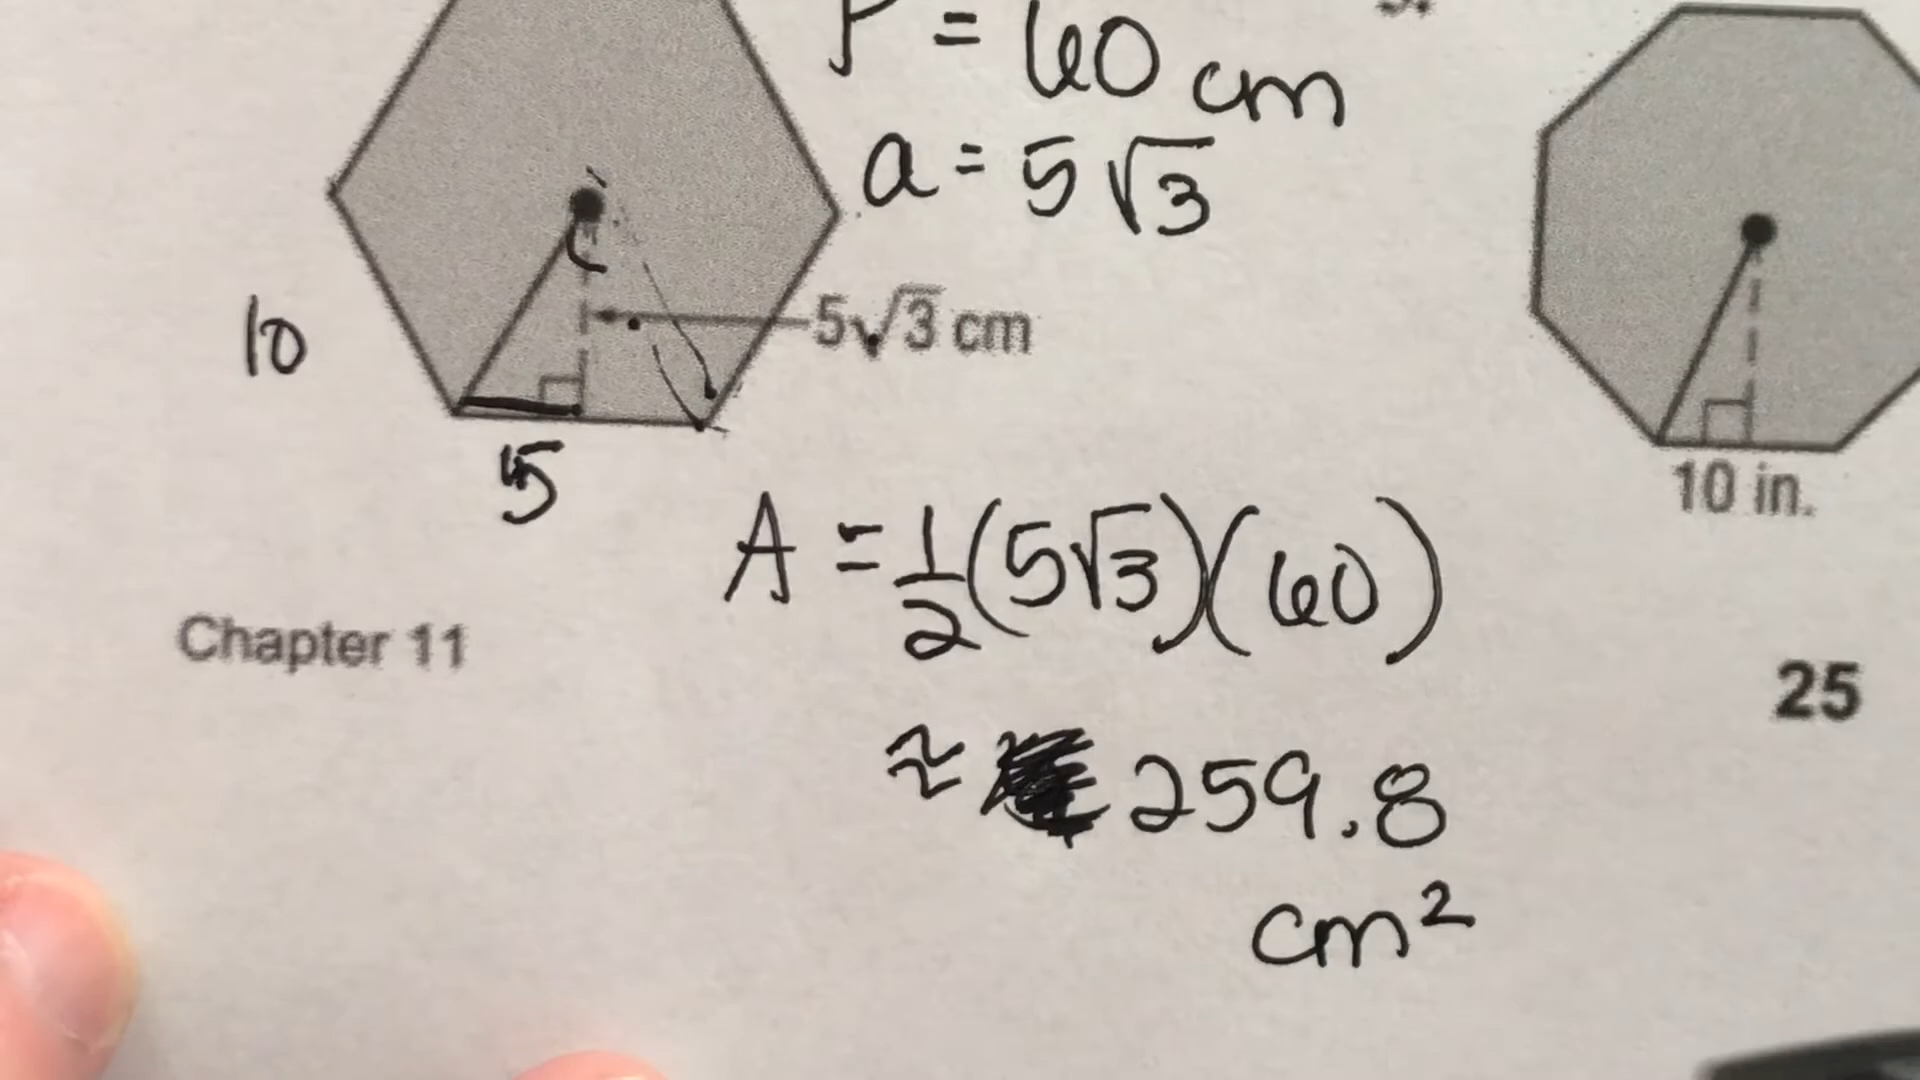 P = 60 cm
a = 5√3
10
5√3 cm
5
10 in.
A = 1/2 (5√3)(60)
Chapter 11
25
≈ 259.8
cm²